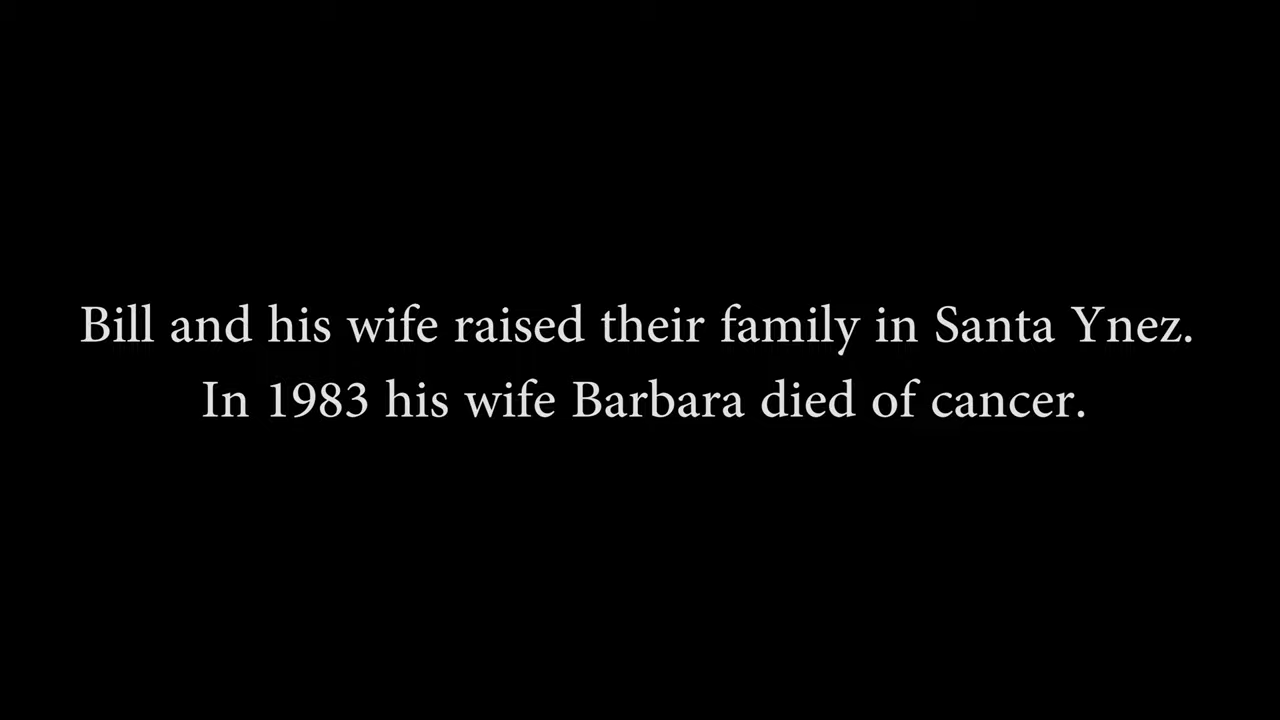 Bill and his wife raised their family in Santa Ynez.
In 1983 his wife Barbara died of cancer.